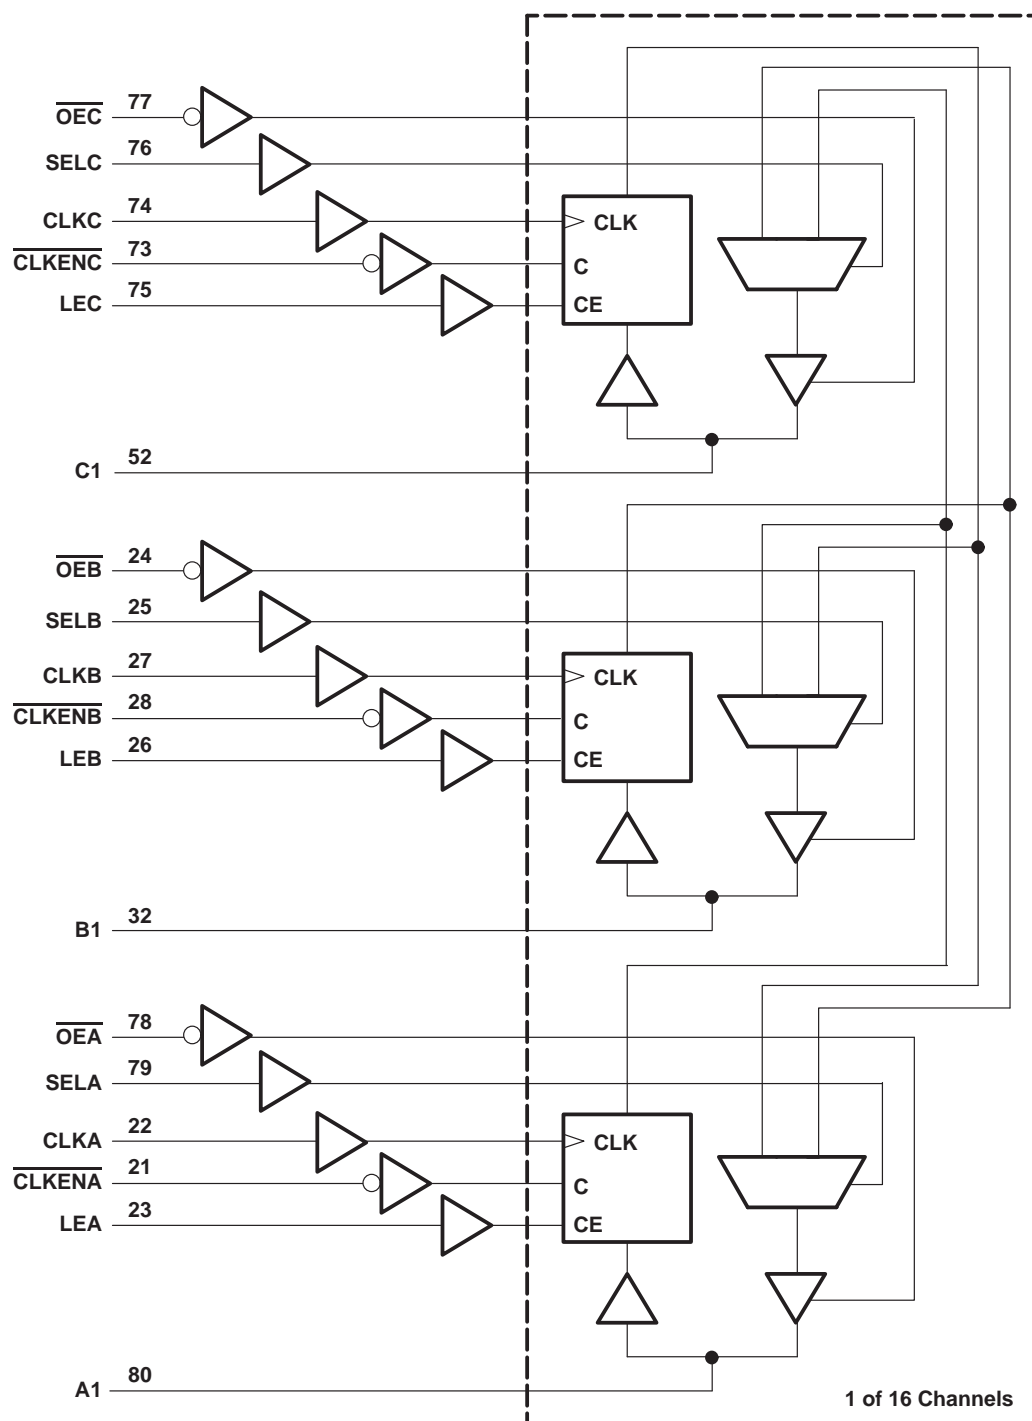 OEC 77
SELC 76
CLKC 74 CLK
CLKENC 73 C
LEC 75 CE
C1 52
OEB 24
SELB 25
CLKB 27 CLK
CLKENB 28 C
LEB 26 CE
B1 32
OEA 78
SELA 79
CLKA 22 CLK
CLKENA 21 C
LEA 23 CE
A1 80
1 of 16 Channels